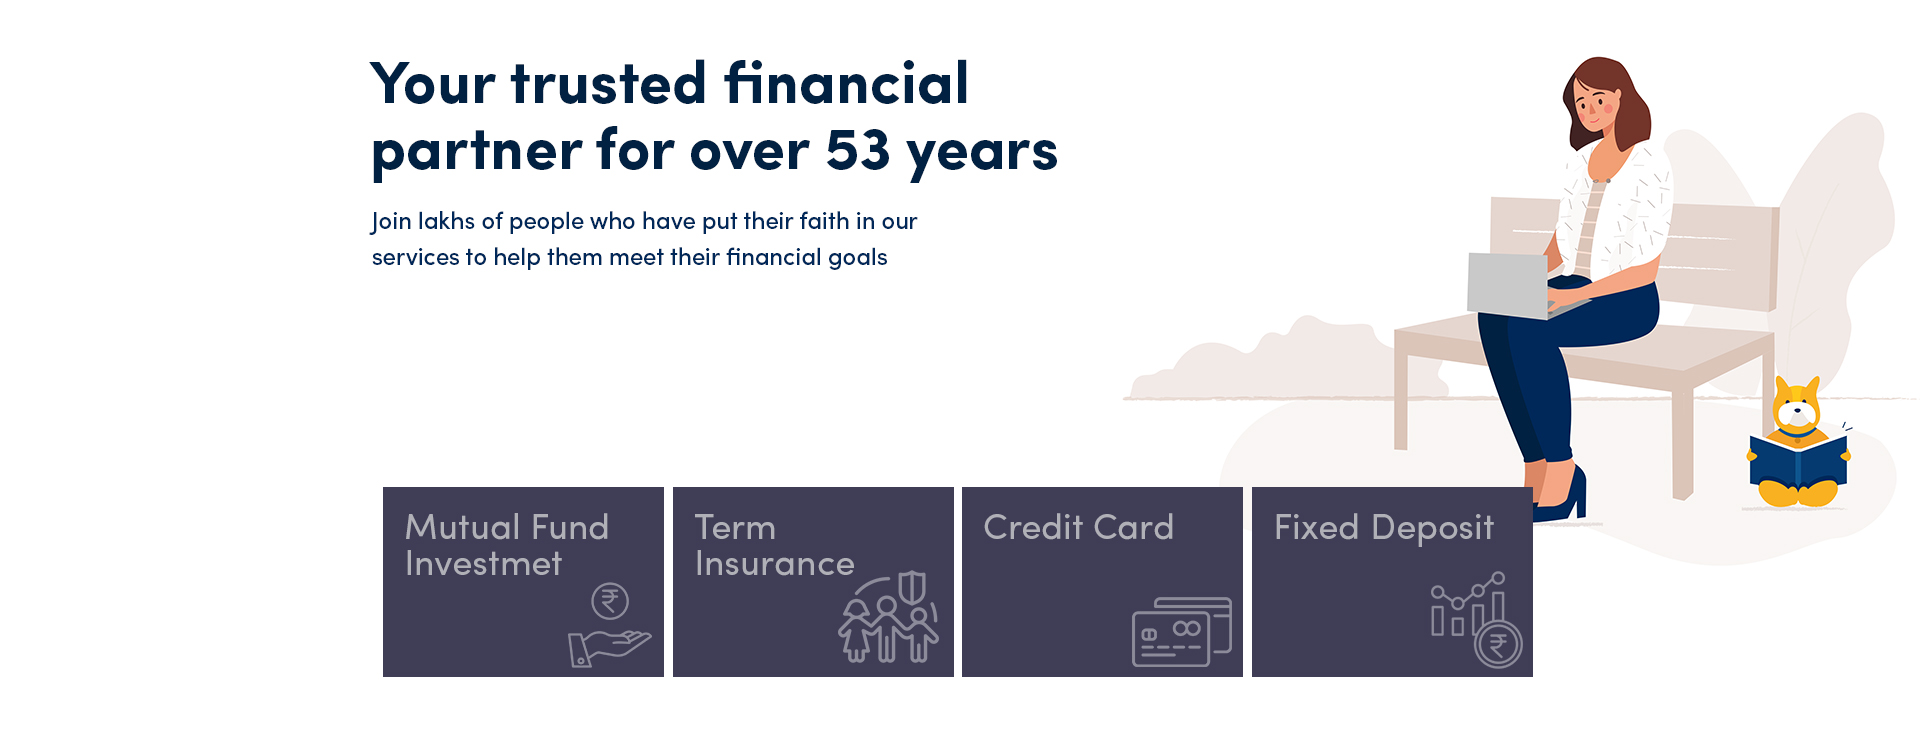 Your trusted financial
partner for over 53 years
Join lakhs of people who have put their faith in our
services to help them meet their financial goals
Mutual Fund
Investmet
Term
Insurance
Credit Card
Fixed Deposit
₹
₹